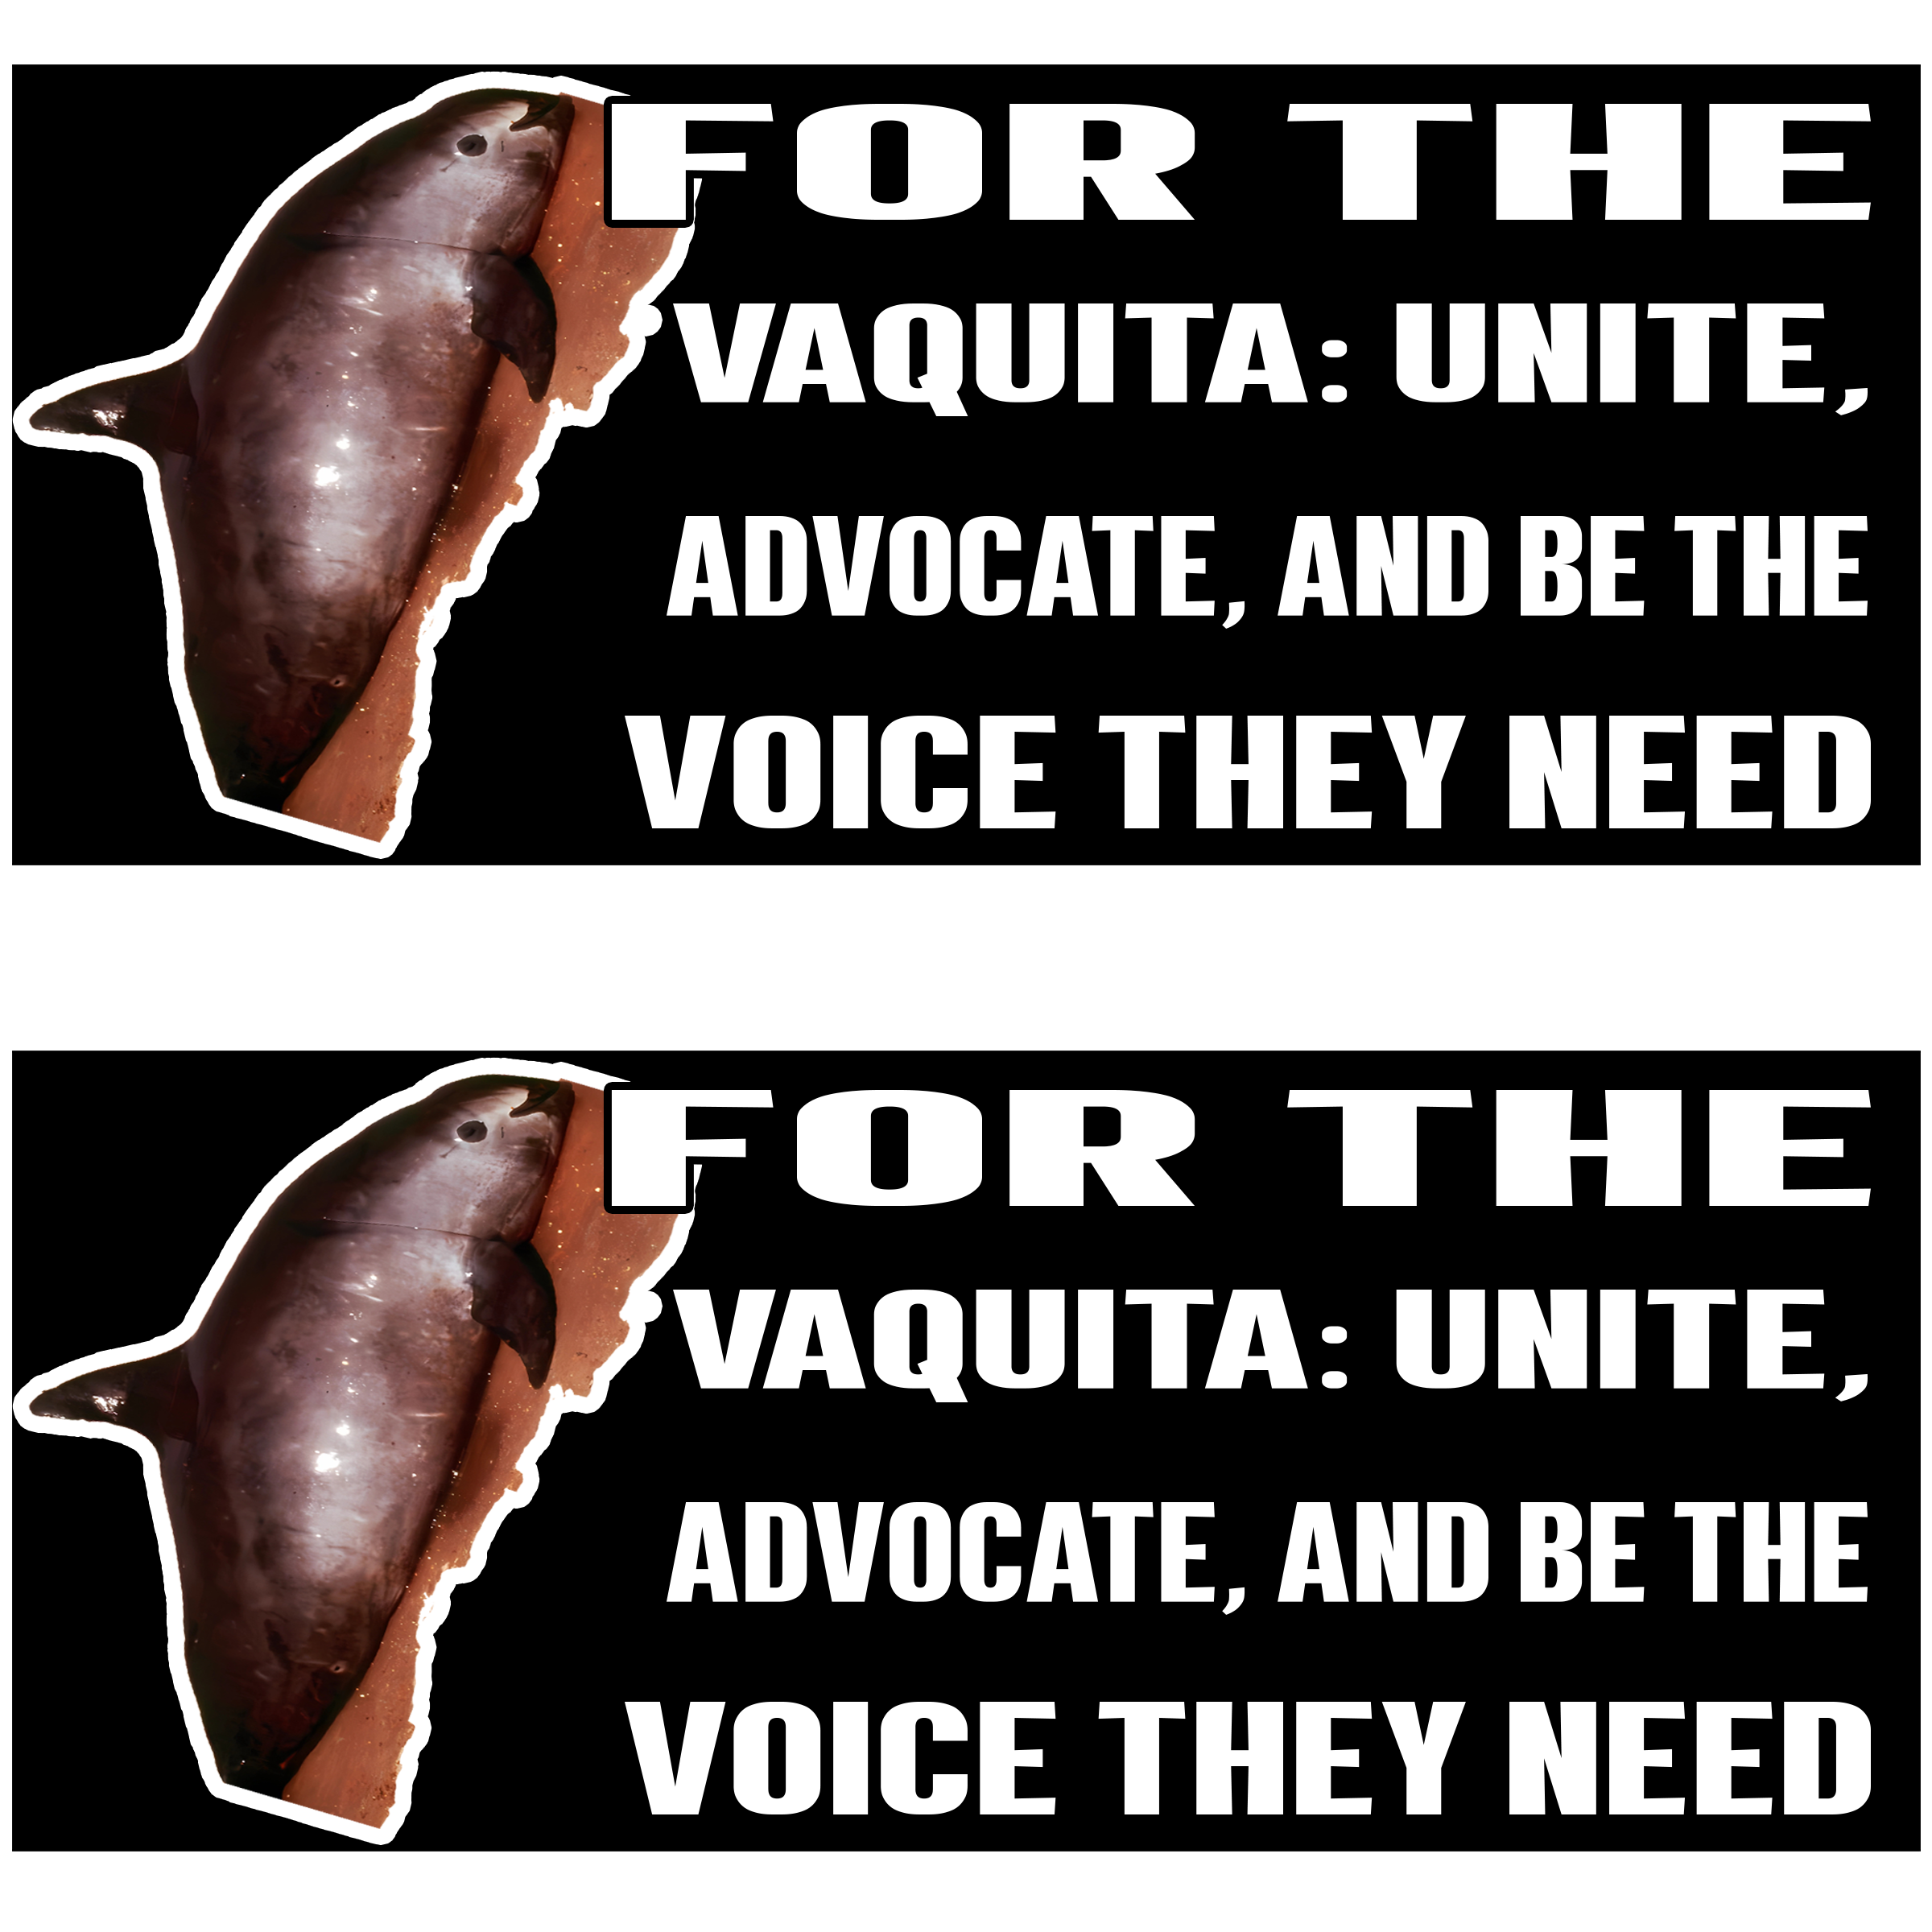 FOR THE
VAQUITA: UNITE,
ADVOCATE, AND BE THE
VOICE THEY NEED
FOR THE
VAQUITA: UNITE,
ADVOCATE, AND BE THE
VOICE THEY NEED